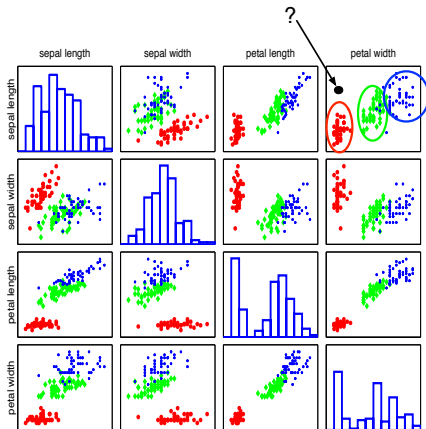 ?
sepal length sepal width petal length petal width
sepal length
sepal width
petal length
petal width